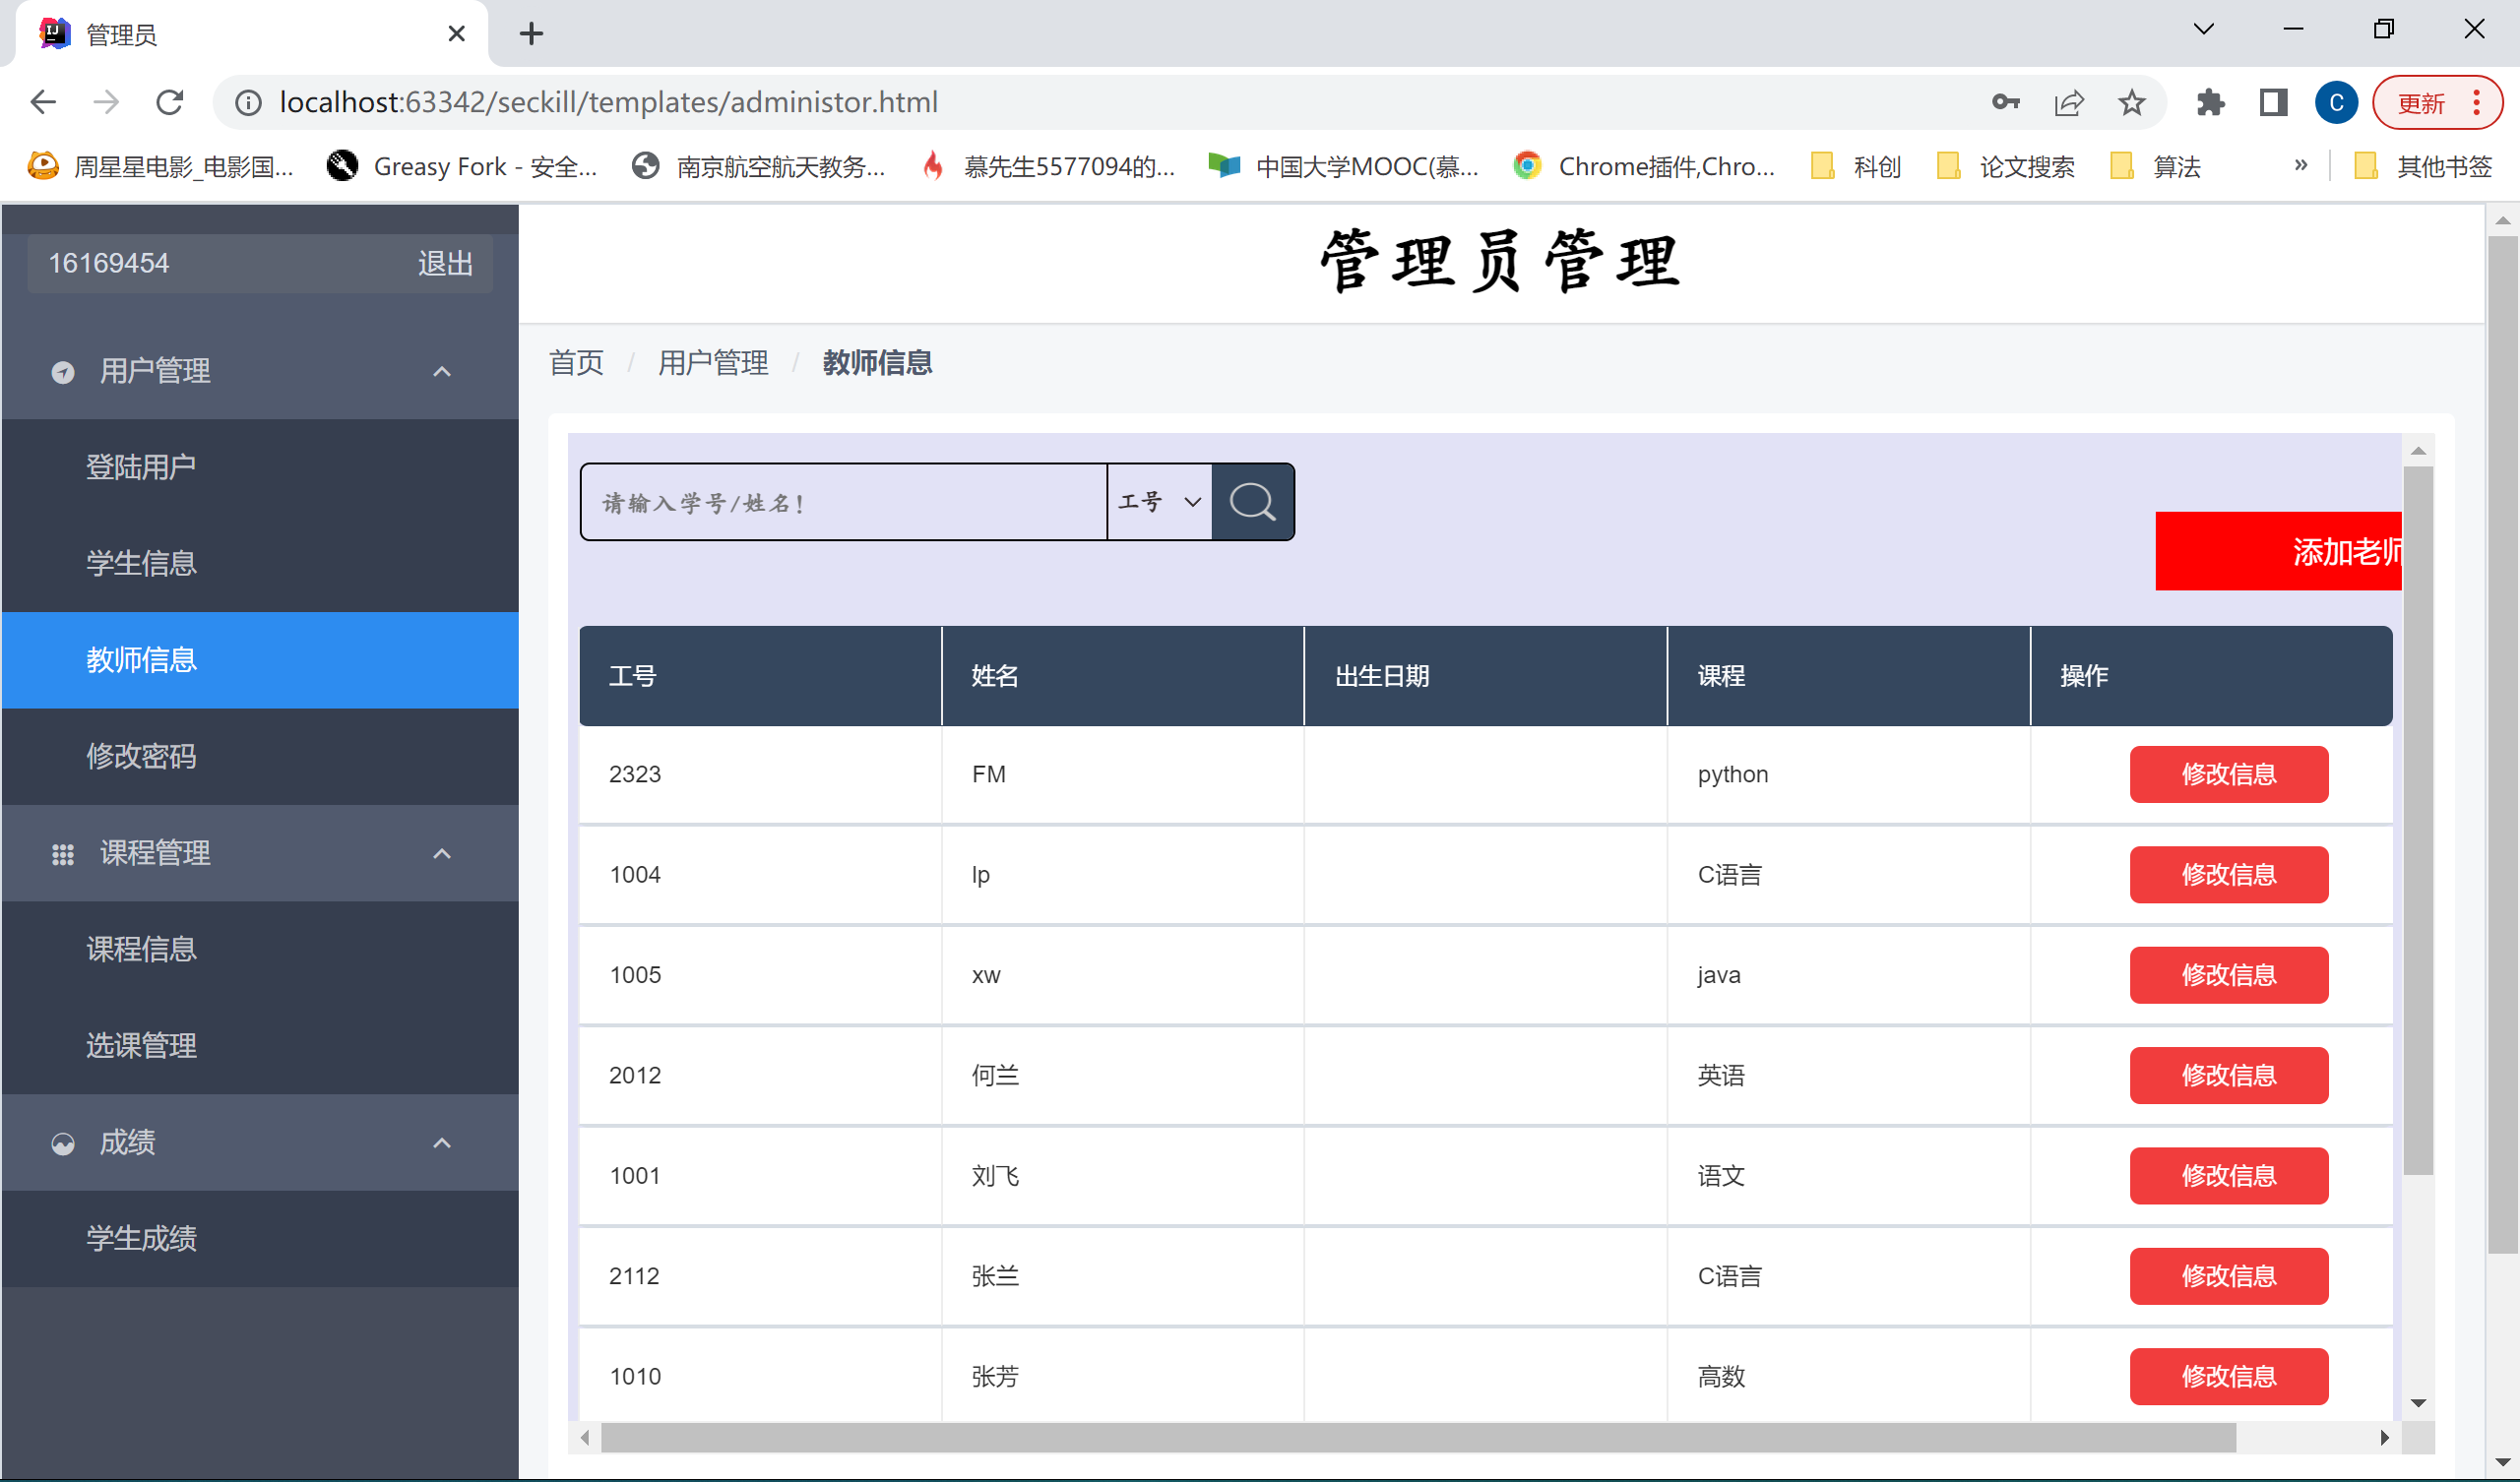 管理员
localhost:63342/seckill/templates/administor.html
更新
周星星电影_电影国... Greasy Fork - 安全... 南京航空航天教务... 慕先生5577094的... 中国大学MOOC(慕... Chrome插件,Chro... 科创 论文搜索 算法 » 其他书签
C
16169454 退出
管理员管理
用户管理
登陆用户
学生信息
教师信息
修改密码
课程管理
课程信息
选课管理
成绩
学生成绩
首页 / 用户管理 / 教师信息
请输入学号/姓名! 工号
添加老师
工号 姓名 出生日期 课程 操作
2323 FM python 修改信息
1004 lp C语言 修改信息
1005 xw java 修改信息
2012 何兰 英语 修改信息
1001 刘飞 语文 修改信息
2112 张兰 C语言 修改信息
1010 张芳 高数 修改信息